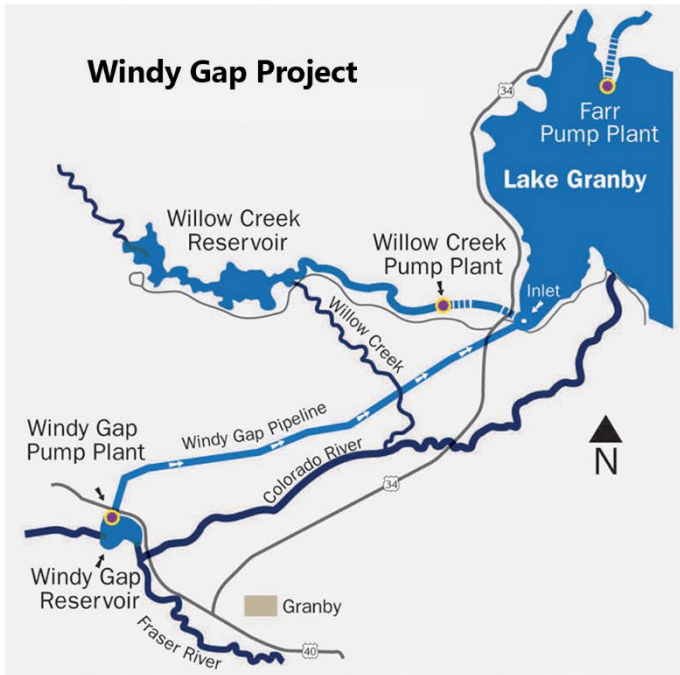 Windy Gap Project
34
Farr
Pump Plant
Lake Granby
Willow Creek
Reservoir
Willow Creek
Pump Plant
Inlet
Willow Creek
Windy Gap Pipeline
Windy Gap
Pump Plant
Colorado River
N
34
Windy Gap
Reservoir
Granby
Fraser River
40